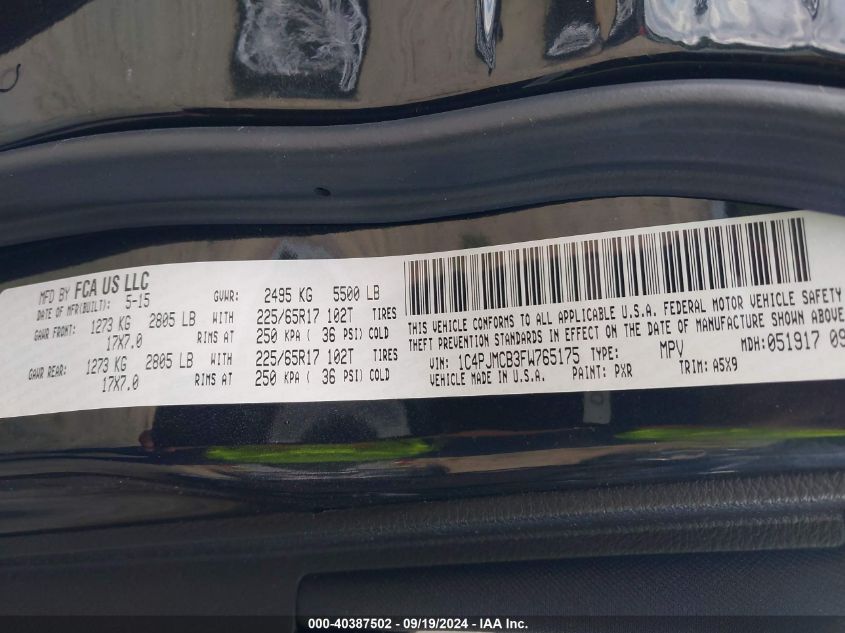 MFD BY FCA US LLC
DATE OF MFR(BUILT): 5-15 GVWR: 2495 KG 5500 LB
GAWR FRONT: 1273 KG 2805 LB WITH 225/65R17 102T TIRES
17X7.0 RIMS AT 250 KPA ( 36 PSI) COLD
GAWR REAR: 1273 KG 2805 LB WITH 225/65R17 102T TIRES
17X7.0 RIMS AT 250 KPA ( 36 PSI) COLD
THIS VEHICLE CONFORMS TO ALL APPLICABLE U.S.A. FEDERAL MOTOR VEHICLE SAFETY
THEFT PREVENTION STANDARDS IN EFFECT ON THE DATE OF MANUFACTURE SHOWN ABOVE
VIN: 1C4PJMCB3FW765175 TYPE: MPV MDH: 051917 09
VEHICLE MADE IN U.S.A. PAINT: PXR TRIM: A5X9
000-40387502 - 09/19/2024 - IAA Inc.